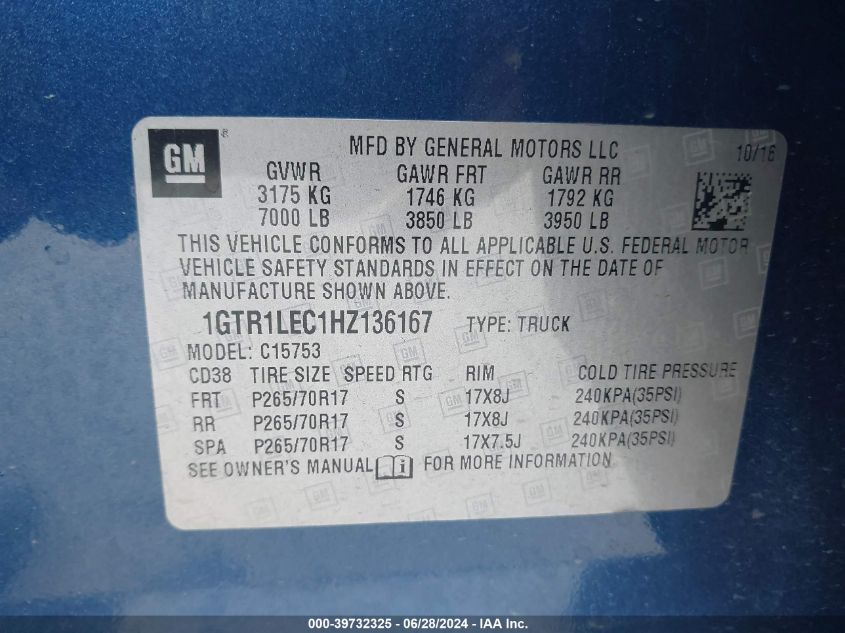 GM ®
MFD BY GENERAL MOTORS LLC 10/16
GVWR GAWR FRT GAWR RR
3175 KG 1746 KG 1792 KG
7000 LB 3850 LB 3950 LB
THIS VEHICLE CONFORMS TO ALL APPLICABLE U.S. FEDERAL MOTOR
VEHICLE SAFETY STANDARDS IN EFFECT ON THE DATE OF
MANUFACTURE SHOWN ABOVE.
1GTR1LEC1HZ136167 TYPE: TRUCK
MODEL: C15753
CD38 TIRE SIZE SPEED RTG RIM COLD TIRE PRESSURE
FRT P265/70R17 S 17X8J 240KPA(35PSI)
RR P265/70R17 S 17X8J 240KPA(35PSI)
SPA P265/70R17 S 17X7.5J 240KPA(35PSI)
SEE OWNER'S MANUAL FOR MORE INFORMATION
000-39732325 | 06/28/2024 - IAA Inc.